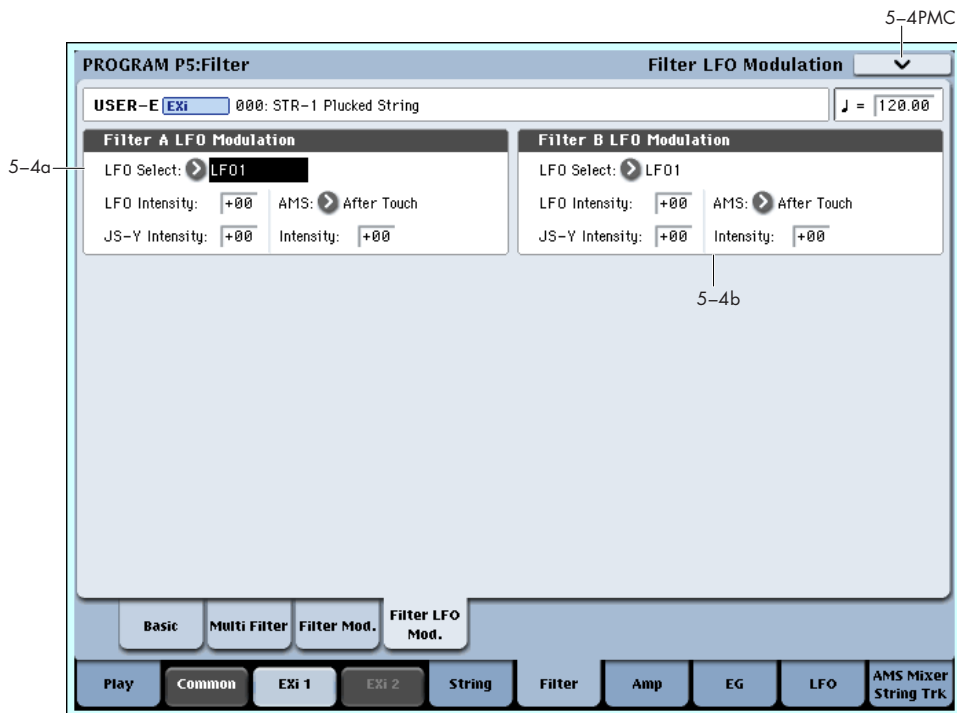 5–4PMC
PROGRAM P5:Filter
Filter LFO Modulation
USER–E EXi 000: STR–1 Plucked String
♩ = 120.00
Filter A LFO Modulation
Filter B LFO Modulation
5–4a
LFO Select: LFO1
LFO Select: LFO1
LFO Intensity: +00 AMS: After Touch
LFO Intensity: +00 AMS: After Touch
JS–Y Intensity: +00 Intensity: +00
JS–Y Intensity: +00 Intensity: +00
5–4b
Basic
Multi Filter
Filter Mod.
Filter LFO
Mod.
Play
Common
EXi 1
EXi 2
String
Filter
Amp
EG
LFO
AMS Mixer
String Trk